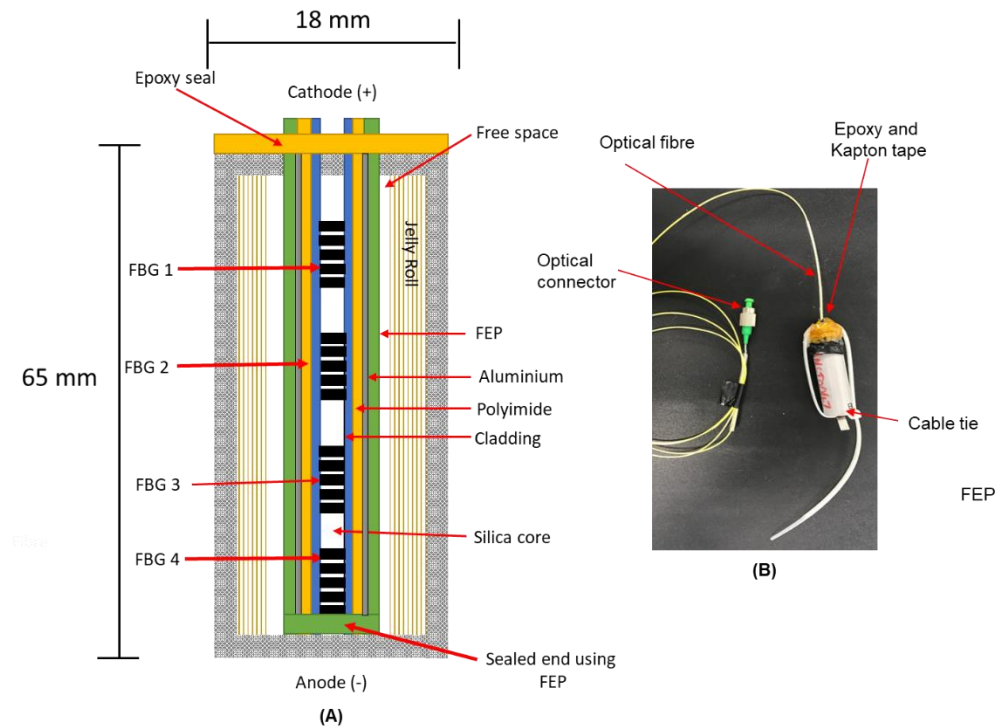 18 mm
Epoxy seal
Cathode (+)
Free space
Jelly Roll
FBG 1
FBG 2
65 mm
FBG 3
FBG 4
FEP
Aluminium
Polyimide
Cladding
Silica core
Sealed end using
FEP
Anode (-)
(A)
Optical fibre
Epoxy and
Kapton tape
Optical
connector
Cable tie
FEP
(B)